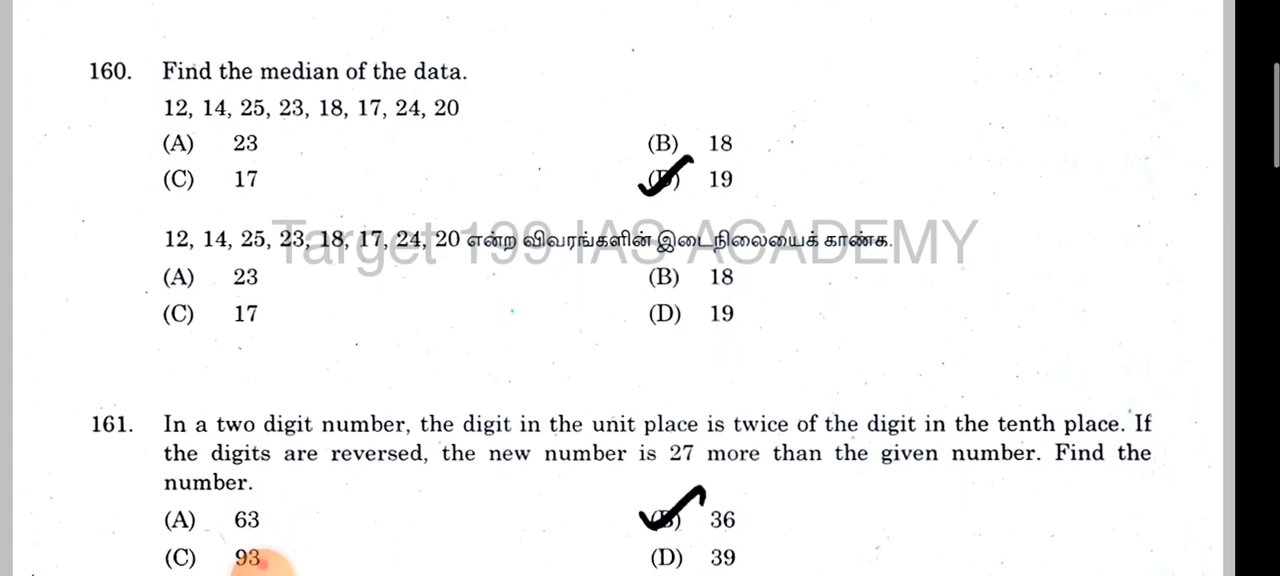 160. Find the median of the data.
12, 14, 25, 23, 18, 17, 24, 20
(A) 23 (B) 18
(C) 17 (D) 19
Target 199 IAS ACADEMY
12, 14, 25, 23, 18, 17, 24, 20 என்ற விவரங்களின் இடைநிலையைக் காண்க.
(A) 23 (B) 18
(C) 17 (D) 19
161. In a two digit number, the digit in the unit place is twice of the digit in the tenth place. If
the digits are reversed, the new number is 27 more than the given number. Find the
number.
(A) 63 (B) 36
(C) 93 (D) 39